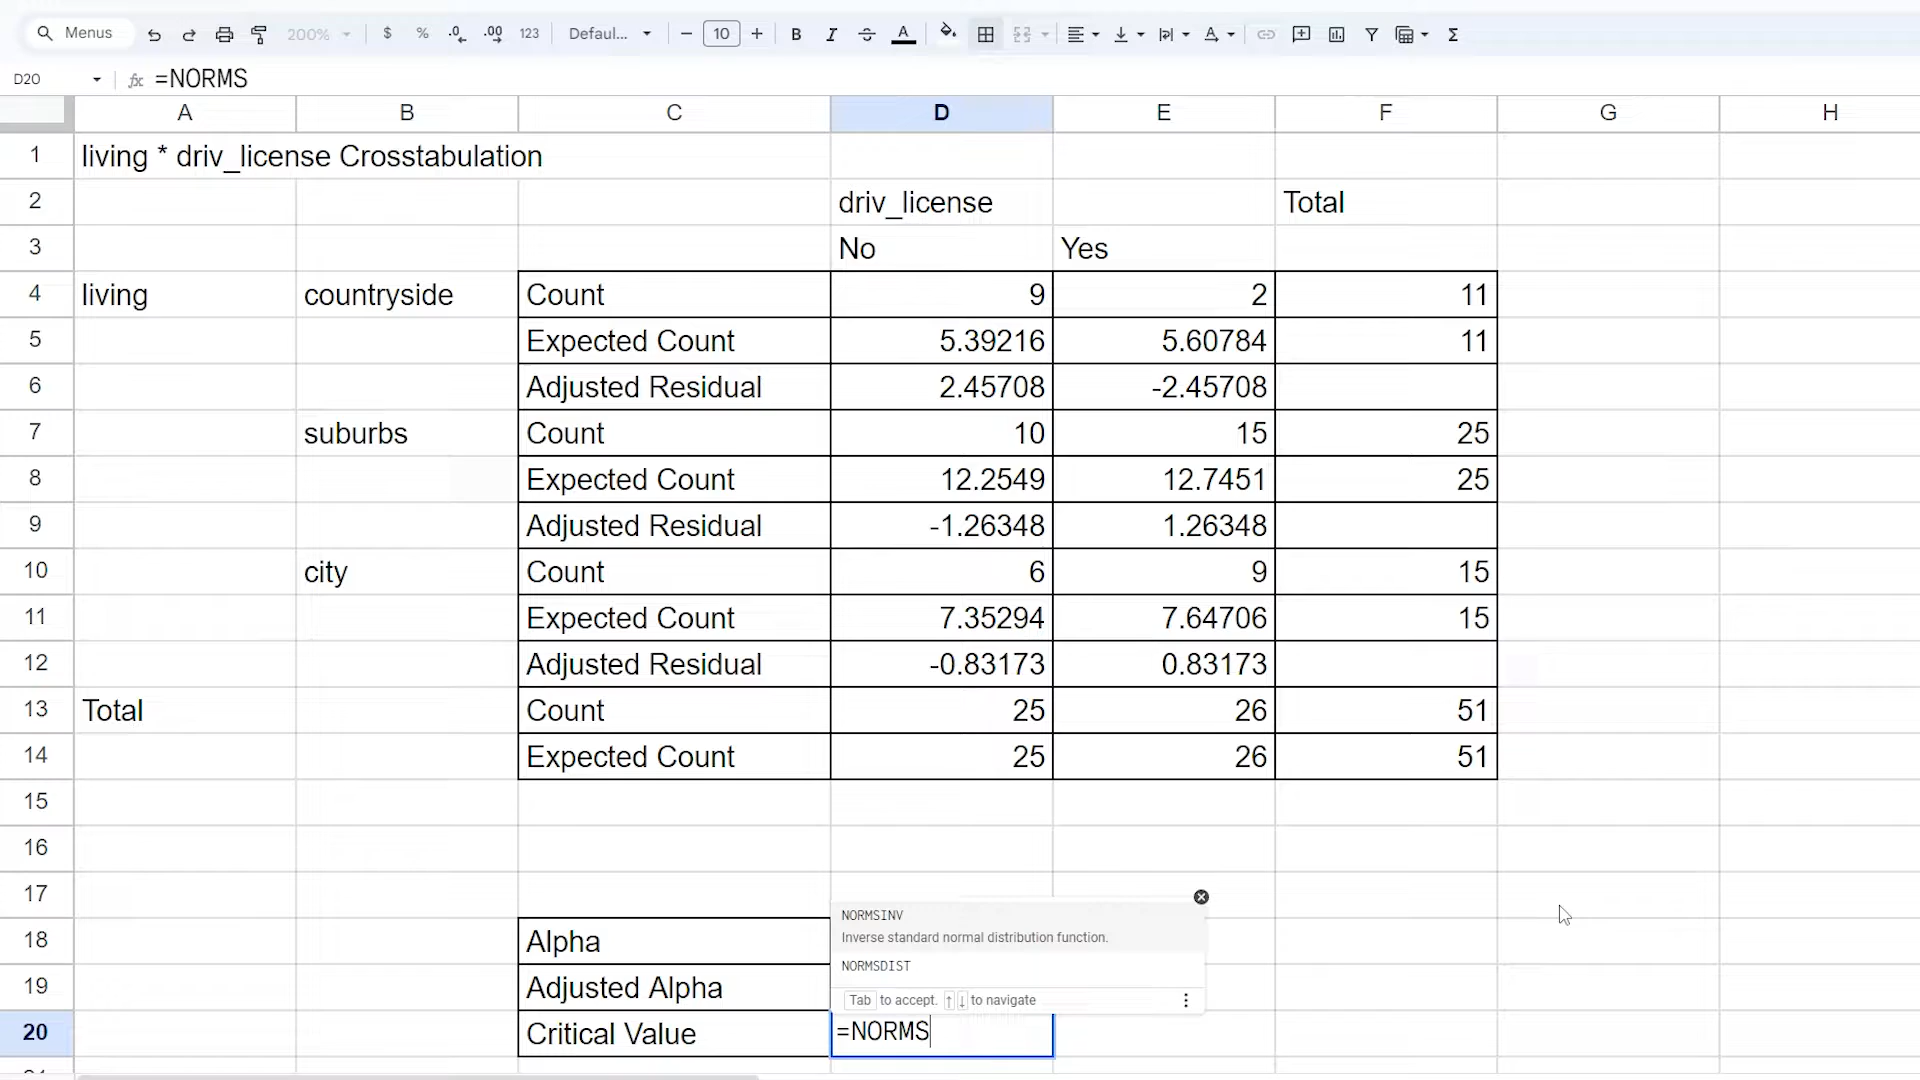 Menus 200% $ % .0 .00 123 Defaul... − 10 + B I A Σ
D20 fx =NORMS
A B C D E F G H
1 living * driv_license Crosstabulation
2 driv_license Total
3 No Yes
4 living countryside Count 9 2 11
5 Expected Count 5.39216 5.60784 11
6 Adjusted Residual 2.45708 -2.45708
7 suburbs Count 10 15 25
8 Expected Count 12.2549 12.7451 25
9 Adjusted Residual -1.26348 1.26348
10 city Count 6 9 15
11 Expected Count 7.35294 7.64706 15
12 Adjusted Residual -0.83173 0.83173
13 Total Count 25 26 51
14 Expected Count 25 26 51
15
16
17
NORMSINV
18 Alpha
Inverse standard normal distribution function.
NORMSDIST
19 Adjusted Alpha
Tab to accept. ↑ ↓ to navigate
20 Critical Value =NORMS